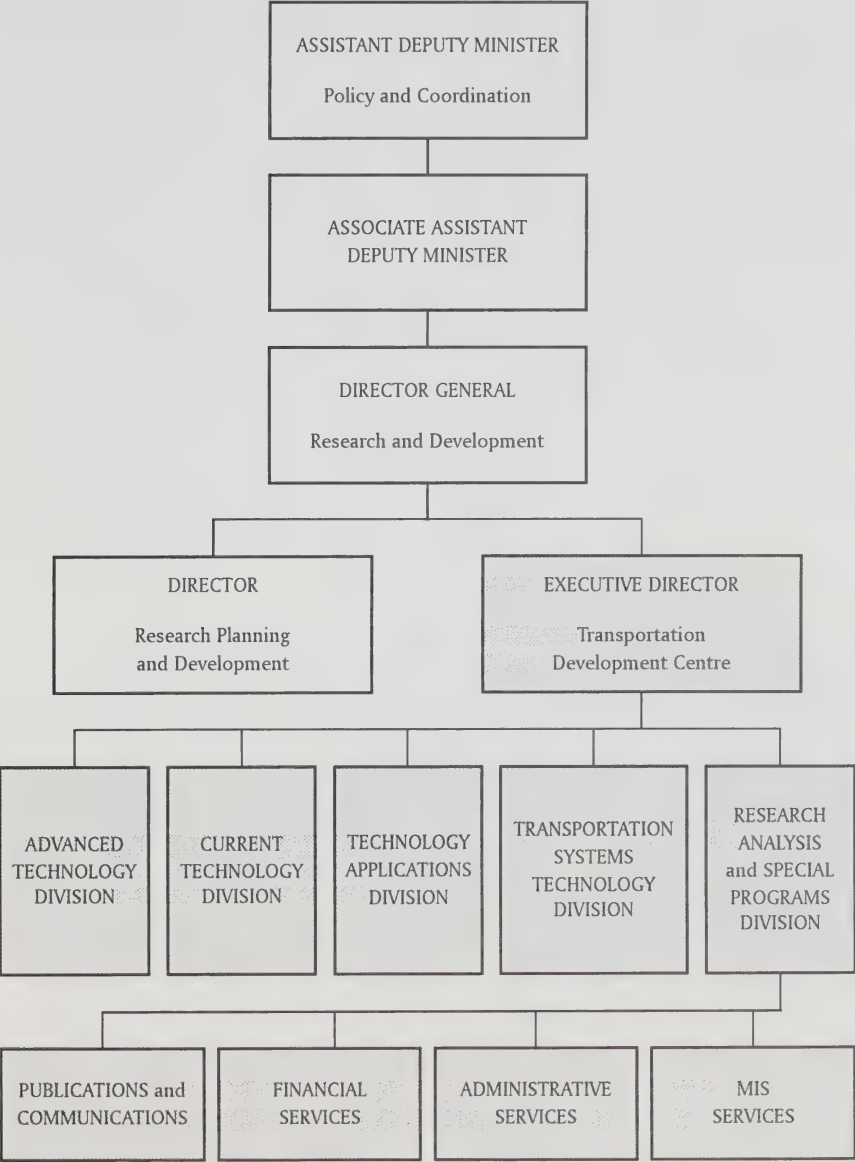 ASSISTANT DEPUTY MINISTER
Policy and Coordination
ASSOCIATE ASSISTANT
DEPUTY MINISTER
DIRECTOR GENERAL
Research and Development
DIRECTOR
Research Planning
and Development
EXECUTIVE DIRECTOR
Transportation
Development Centre
ADVANCED
TECHNOLOGY
DIVISION
CURRENT
TECHNOLOGY
DIVISION
TECHNOLOGY
APPLICATIONS
DIVISION
TRANSPORTATION
SYSTEMS
TECHNOLOGY
DIVISION
RESEARCH
ANALYSIS
and SPECIAL
PROGRAMS
DIVISION
PUBLICATIONS and
COMMUNICATIONS
FINANCIAL
SERVICES
ADMINISTRATIVE
SERVICES
MIS
SERVICES